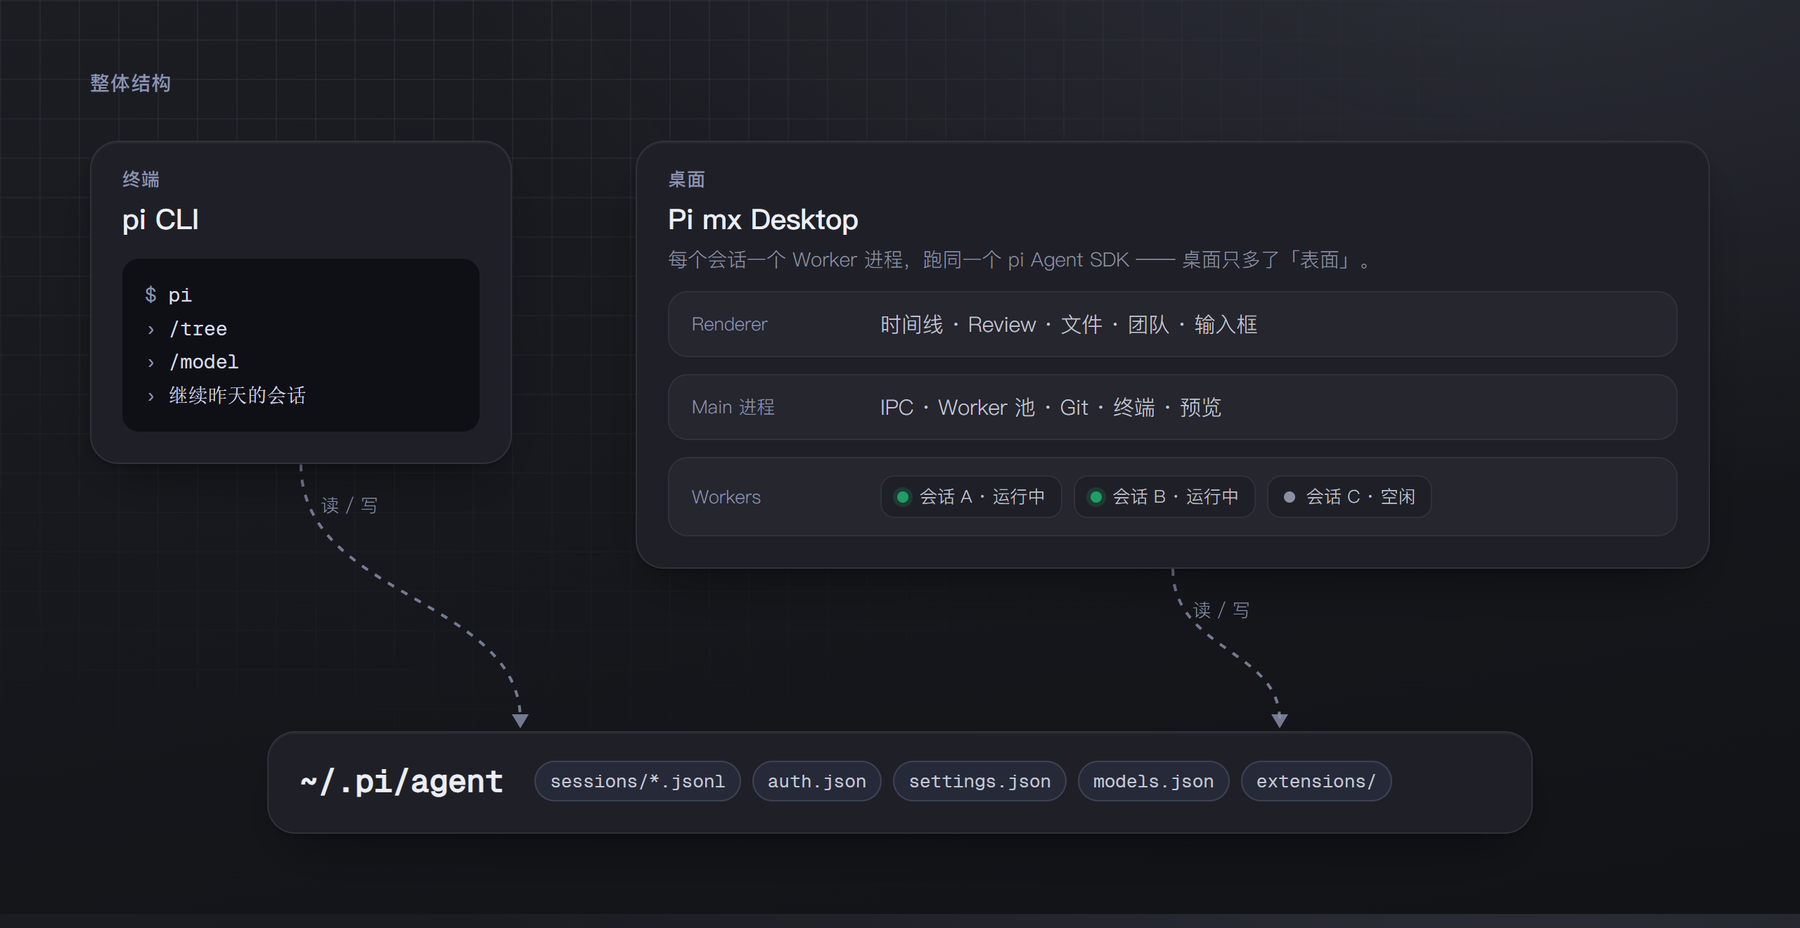 整体结构
终端
pi CLI
$ pi
› /tree
› /model
› 继续昨天的会话
读 / 写
桌面
Pi mx Desktop
每个会话一个 Worker 进程，跑同一个 pi Agent SDK —— 桌面只多了「表面」。
Renderer 时间线 · Review · 文件 · 团队 · 输入框
Main 进程 IPC · Worker 池 · Git · 终端 · 预览
Workers 会话 A · 运行中 会话 B · 运行中 会话 C · 空闲
读 / 写
~/.pi/agent sessions/*.jsonl auth.json settings.json models.json extensions/